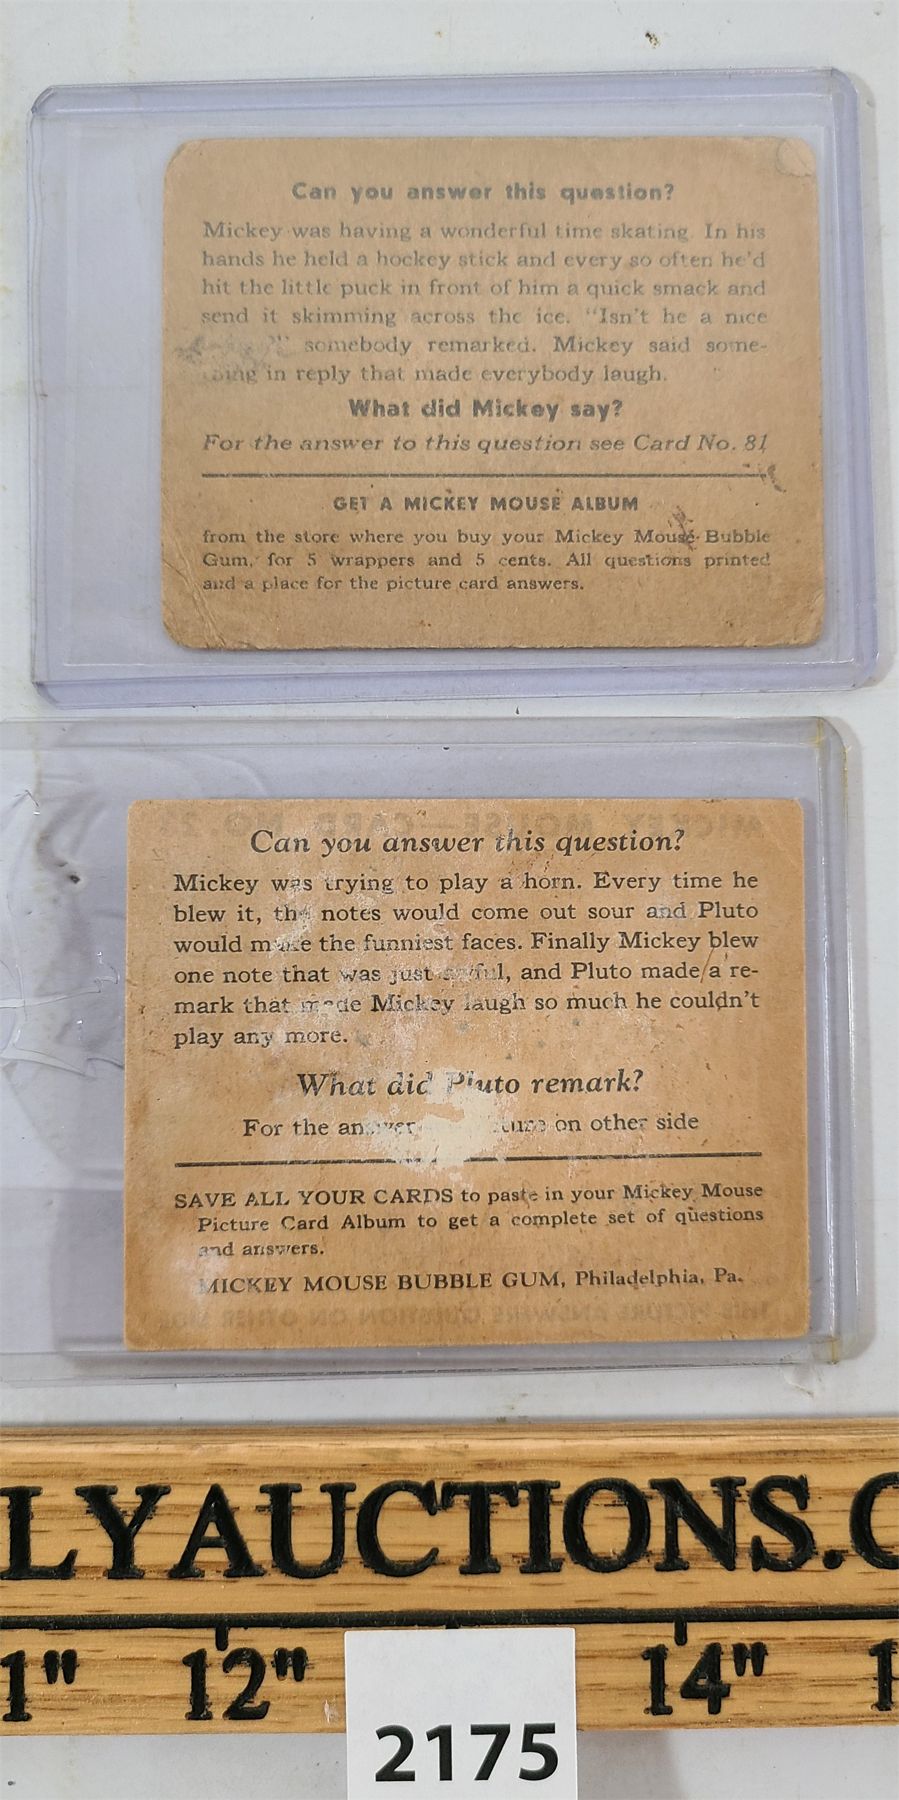 Can you answer this question?
Mickey was having a wonderful time skating. In his
hands he held a hockey stick and every so often he'd
hit the little puck in front of him a quick smack and
send it skimming across the ice. "Isn't he a nice
somebody remarked. Mickey said some-
thing in reply that made everybody laugh.
What did Mickey say?
For the answer to this question see Card No. 81
GET A MICKEY MOUSE ALBUM
from the store where you buy your Mickey Mouse Bubble
Gum, for 5 wrappers and 5 cents. All questions printed
and a place for the picture card answers.
Can you answer this question?
Mickey was trying to play a horn. Every time he
blew it, the notes would come out sour and Pluto
would make the funniest faces. Finally Mickey blew
one note that was just awful, and Pluto made a re-
mark that made Mickey laugh so much he couldn't
play any more.
What did Pluto remark?
For the answer on other side
SAVE ALL YOUR CARDS to paste in your Mickey Mouse
Picture Card Album to get a complete set of questions
and answers.
MICKEY MOUSE BUBBLE GUM, Philadelphia, Pa.
LYAUCTIONS.
1" 12" 14" 1
2175